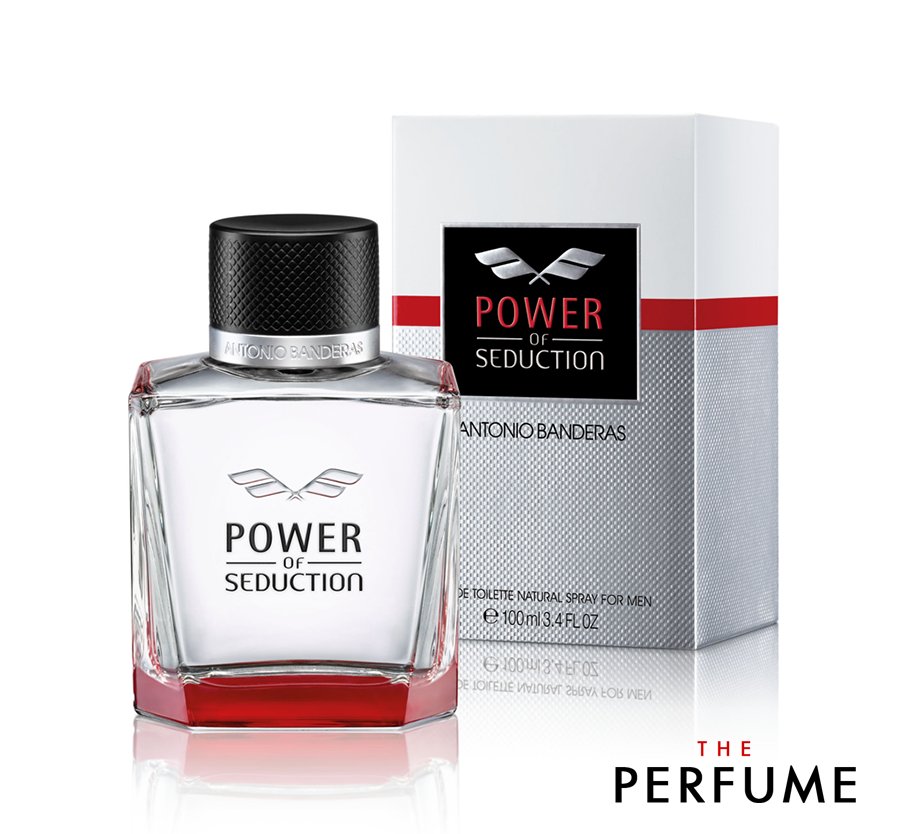 ANTONIO BANDERAS
POWER
OF
SEDUCTION
POWER
OF
SEDUCTION
ANTONIO BANDERAS
DE TOILETTE NATURAL SPRAY FOR MEN
℮ 100 ml 3.4 FL OZ
THE
PERFUME